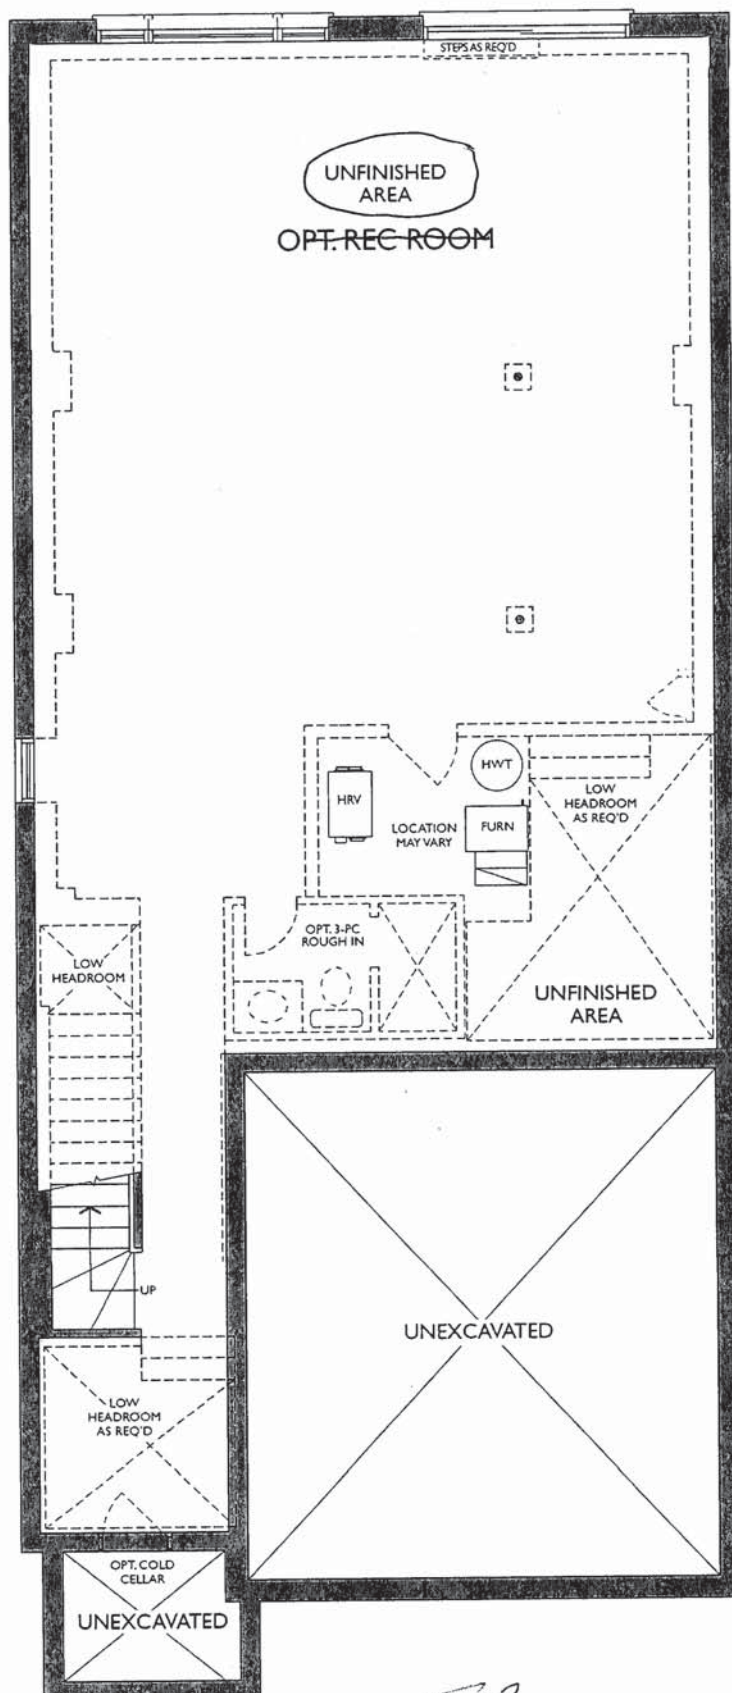 STEPS AS REQ'D
UNFINISHED
AREA
OPT. REC ROOM
HWT
HRV
LOCATION
MAY VARY
FURN
LOW
HEADROOM
AS REQ'D
OPT. 3-PC
ROUGH IN
LOW
HEADROOM
UNFINISHED
AREA
UP
UNEXCAVATED
LOW
HEADROOM
AS REQ'D
OPT. COLD
CELLAR
UNEXCAVATED